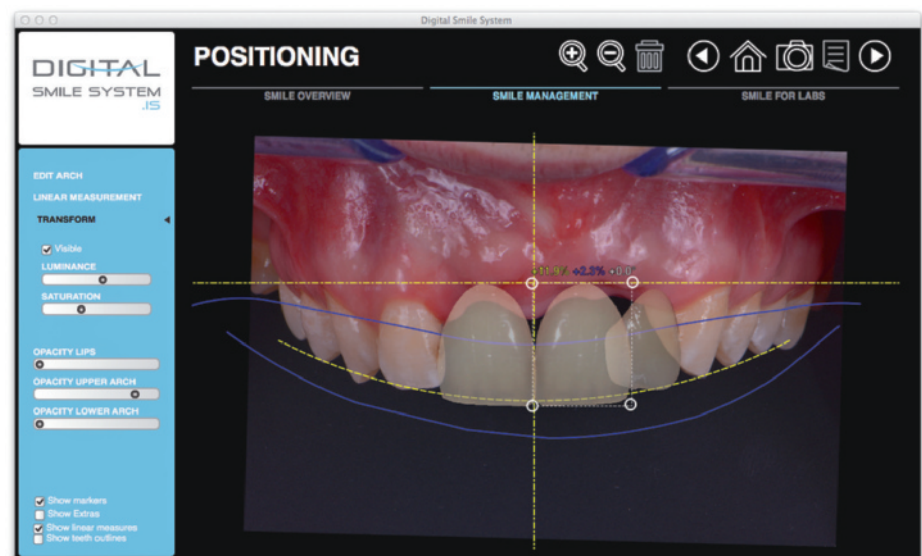 Digital Smile System
DIGITAL
SMILE SYSTEM
.IS
POSITIONING
SMILE OVERVIEW
SMILE MANAGEMENT
SMILE FOR LABS
EDIT ARCH
LINEAR MEASUREMENT
TRANSFORM
Visible
LUMINANCE
SATURATION
OPACITY LIPS
OPACITY UPPER ARCH
OPACITY LOWER ARCH
Show markers
Show Extras
Show linear measures
Show teeth outlines